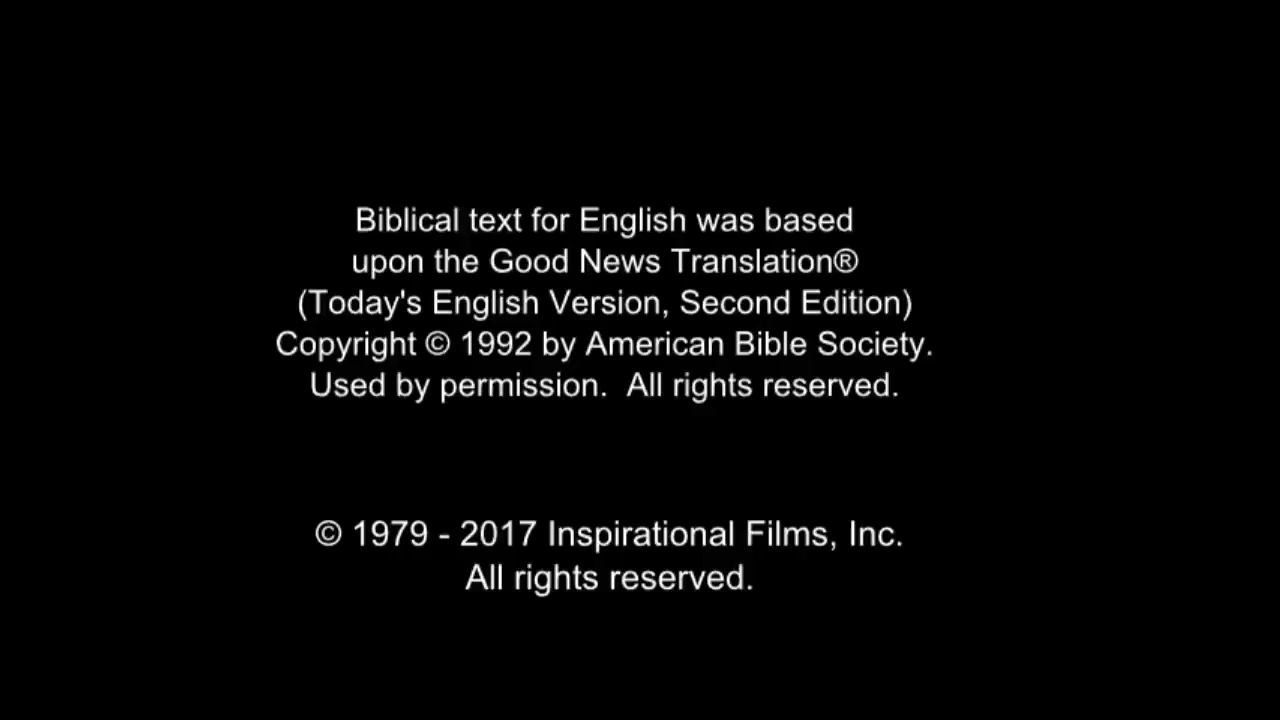 Biblical text for English was based
upon the Good News Translation®
(Today's English Version, Second Edition)
Copyright © 1992 by American Bible Society.
Used by permission.  All rights reserved.
© 1979 - 2017 Inspirational Films, Inc.
All rights reserved.